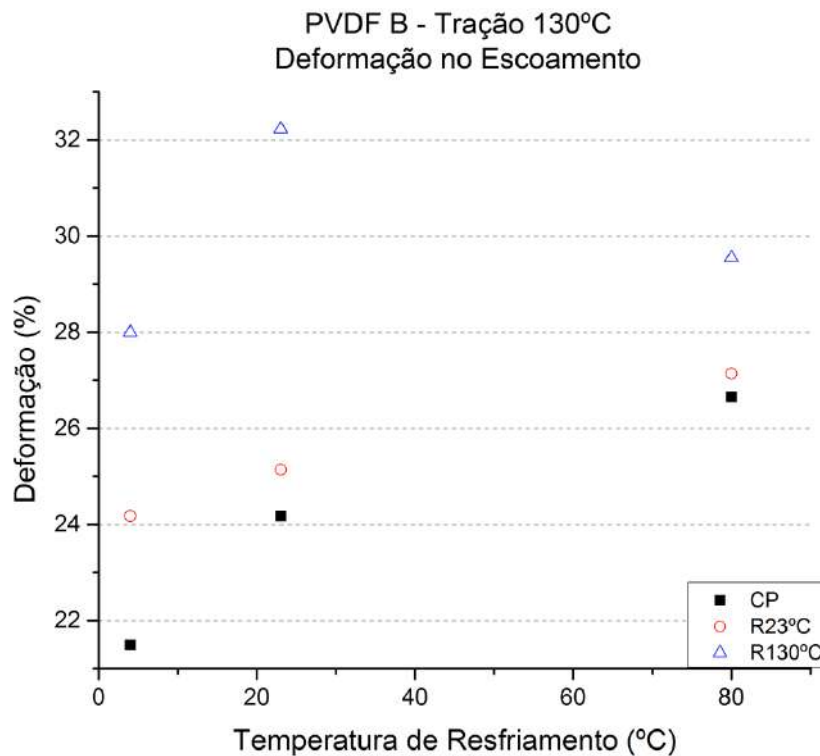 PVDF B - Tração 130ºC
Deformação no Escoamento
32
30
28
26
24
22
Deformação (%)
0
20
40
60
80
Temperatura de Resfriamento (ºC)
CP
R23ºC
R130ºC